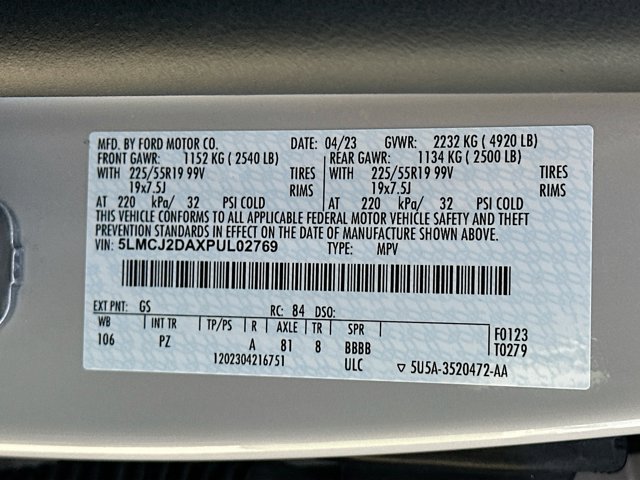 MFD. BY FORD MOTOR CO. DATE: 04/23 GVWR: 2232 KG ( 4920 LB)
FRONT GAWR: 1152 KG ( 2540 LB) REAR GAWR: 1134 KG ( 2500 LB)
WITH 225/55R19 99V TIRES WITH 225/55R19 99V TIRES
19x7.5J RIMS 19x7.5J RIMS
AT 220 kPa/ 32 PSI COLD AT 220 kPa/ 32 PSI COLD
THIS VEHICLE CONFORMS TO ALL APPLICABLE FEDERAL MOTOR VEHICLE SAFETY AND THEFT
PREVENTION STANDARDS IN EFFECT ON THE DATE OF MANUFACTURE SHOWN ABOVE.
VIN: 5LMCJ2DAXPUL02769 TYPE: MPV
EXT PNT: GS RC: 84 DSO:
WB INT TR TP/PS R AXLE TR SPR F0123
106 PZ A 81 8 BBBB T0279
1202304216751 ULC ▽ 5U5A-3520472-AA